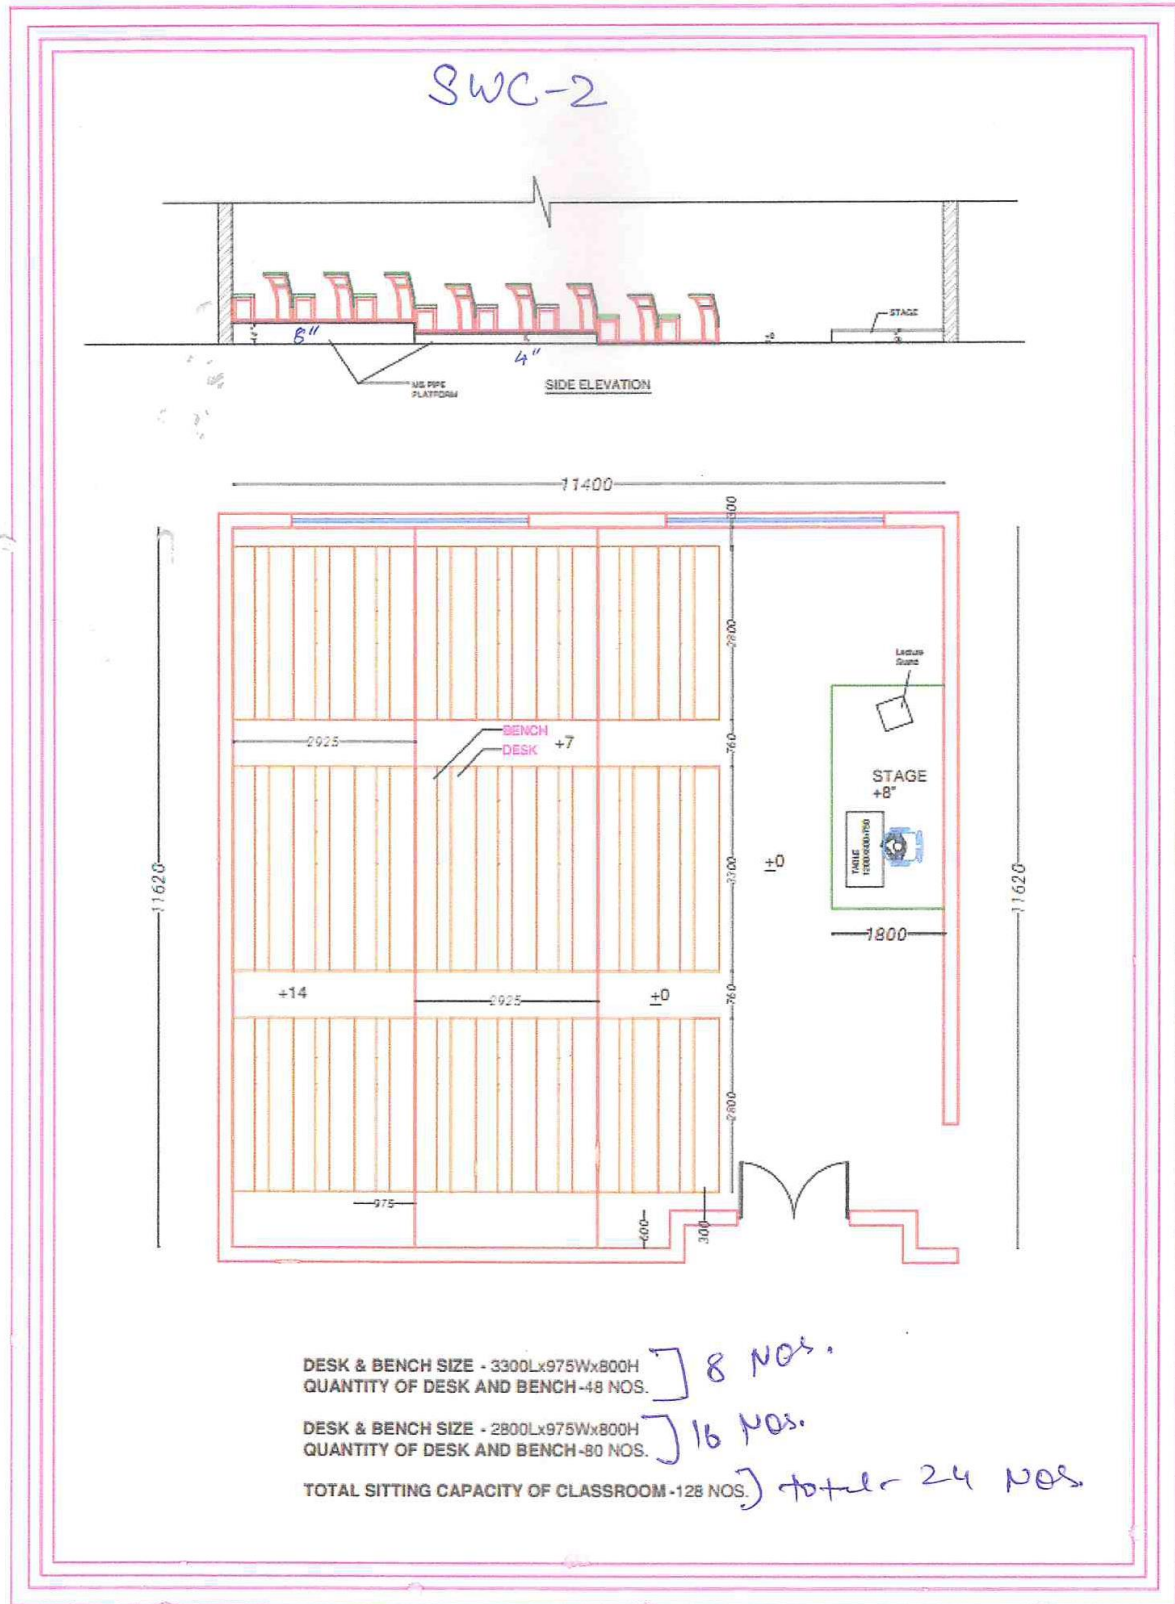 SWC-2
STAGE
8"
4"
MS PIPE
PLATFORM
SIDE ELEVATION
11400
300
2800
Lecture
Stand
BENCH
DESK
+7
2925
760
STAGE
+8"
TABLE
3300
±0
11620
11620
1800
+14
2925
±0
760
2800
975
600
300
DESK & BENCH SIZE - 3300Lx975Wx800H ] 8 NOS.
QUANTITY OF DESK AND BENCH-48 NOS.
DESK & BENCH SIZE - 2800Lx975Wx800H ] 16 NOS.
QUANTITY OF DESK AND BENCH-80 NOS.
TOTAL SITTING CAPACITY OF CLASSROOM -128 NOS. ] total - 24 NOS.